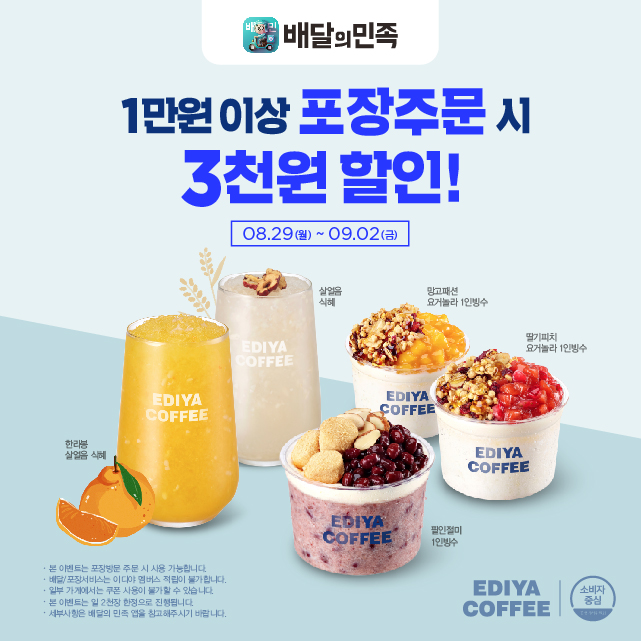 배달의민족
1만원 이상 포장주문 시
3천원 할인!
08.29(월) ~ 09.02(금)
살얼음
식혜
망고패션
요거놀라 1인빙수
딸기피치
요거놀라 1인빙수
EDIYA
COFFEE
EDIYA
COFFEE
EDIYA
COFFEE
EDIYA
COFFEE
한라봉
살얼음 식혜
EDIYA
COFFEE
팥인절미
1인빙수
· 본 이벤트는 포장방문 주문 시 사용 가능합니다.
· 배달/포장서비스는 이디야 멤버스 적립이 불가합니다.
· 일부 가게에서는 쿠폰 사용이 불가할 수 있습니다.
· 본 이벤트는 일 2천장 한정으로 진행됩니다.
· 세부사항은 배달의 민족 앱을 참고해주시기 바랍니다.
EDIYA
COFFEE
소비자
중심